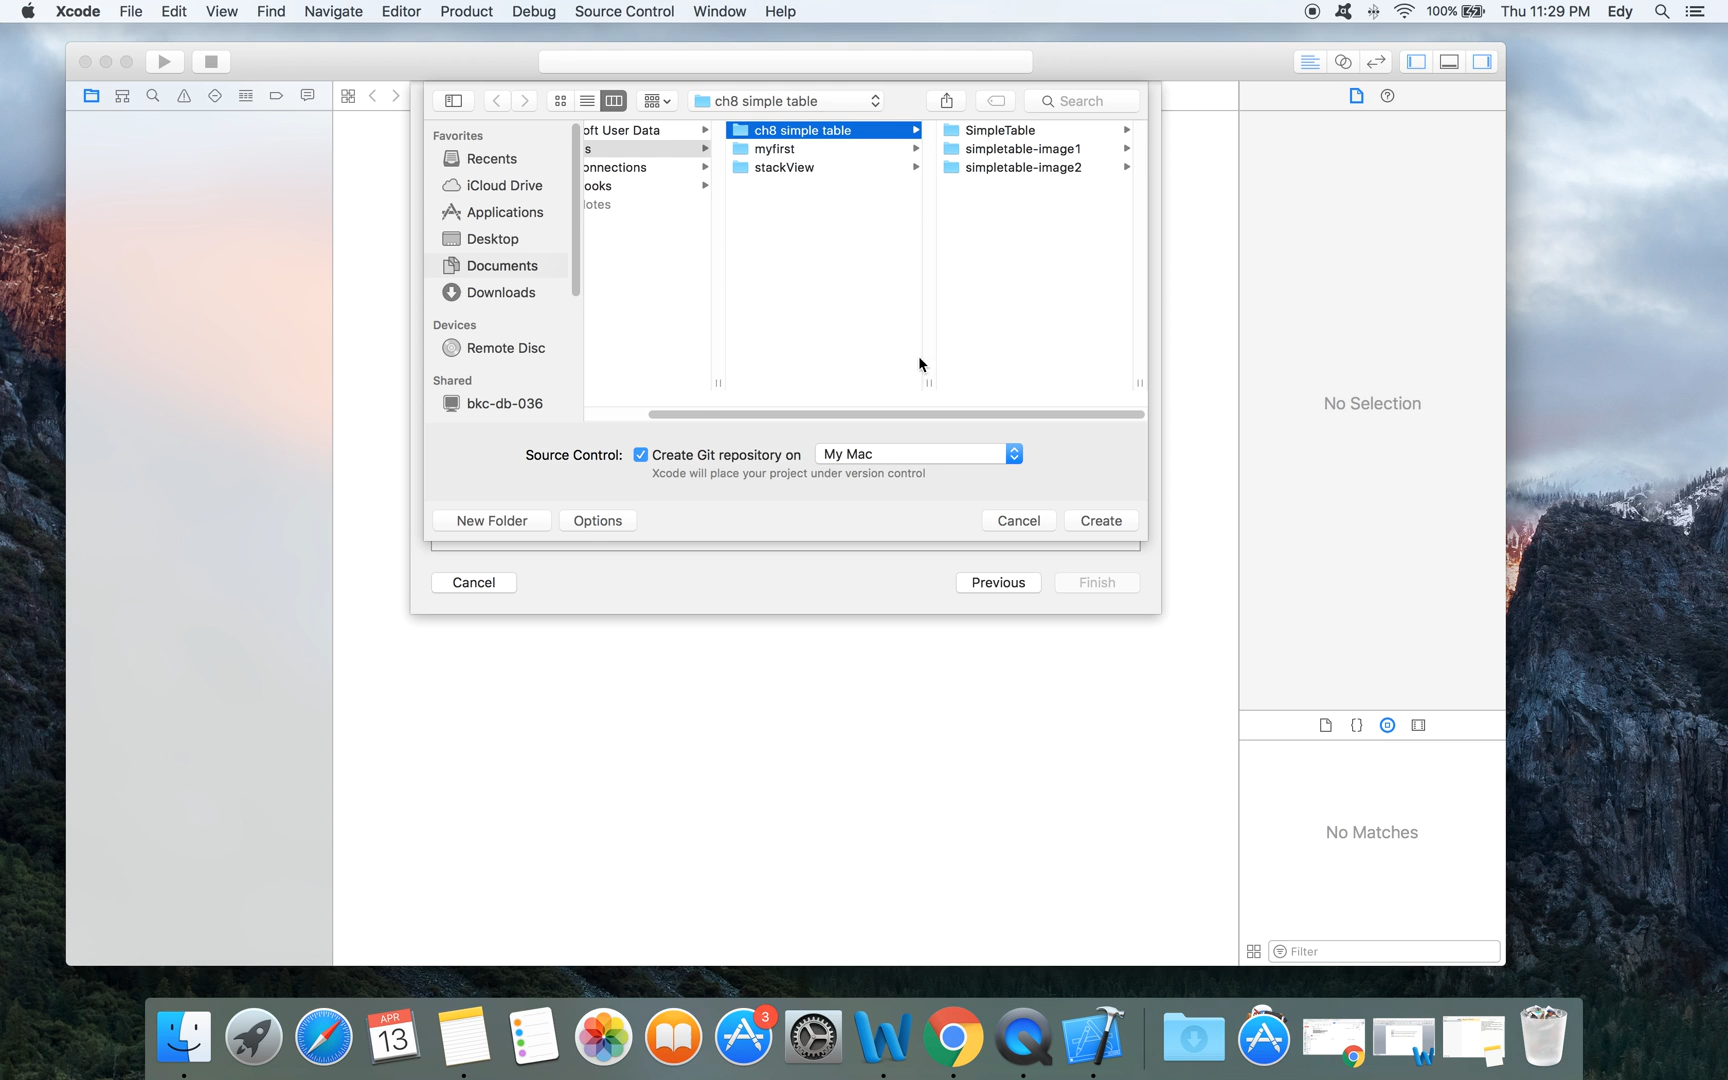 Xcode File Edit View Find Navigate Editor Product Debug Source Control Window Help 100% Thu 11:29 PM Edy
ch8 simple table
Search
Favorites
Recents
iCloud Drive
Applications
Desktop
Documents
Downloads
Devices
Remote Disc
Shared
bkc-db-036
oft User Data
s
onnections
ooks
lotes
ch8 simple table
myfirst
stackView
SimpleTable
simpletable-image1
simpletable-image2
Source Control: Create Git repository on My Mac
Xcode will place your project under version control
New Folder Options Cancel Create
Cancel Previous Finish
No Selection
{}
No Matches
Filter
APR
13
3